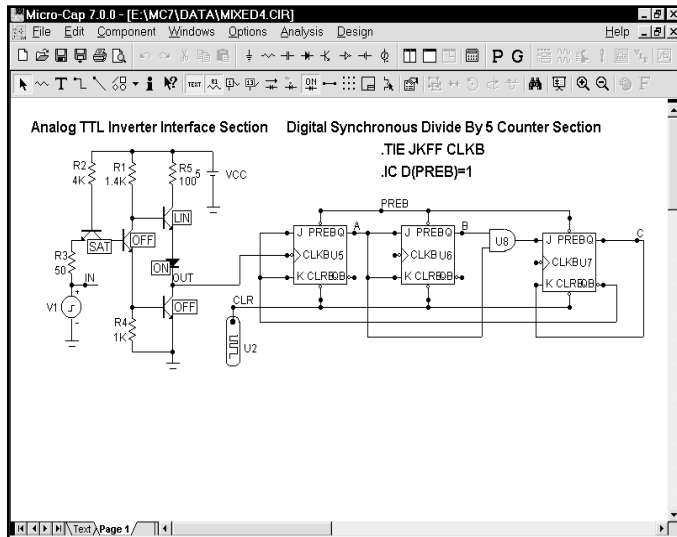 Micro-Cap 7.0.0 - [E:\MC7\DATA\MIXED4.CIR]
File Edit Component Windows Options Analysis Design Help
P G
T i TEXT ON F
Analog TTL Inverter Interface Section Digital Synchronous Divide By 5 Counter Section
.TIE JKFF CLKB
.IC D(PREB)=1
R2 4K
R1 1.4K
R5 100
.5 VCC
LIN
SAT
OFF
R3 50
IN
ON
OUT
V1
OFF
R4 1K
PREB
A
B
C
J PREBQ
CLKBU5
K CLRBQB
J PREBQ
CLKBU6
K CLRBQB
U8
J PREBQ
CLKBU7
K CLRBQB
CLR
U2
Text Page 1